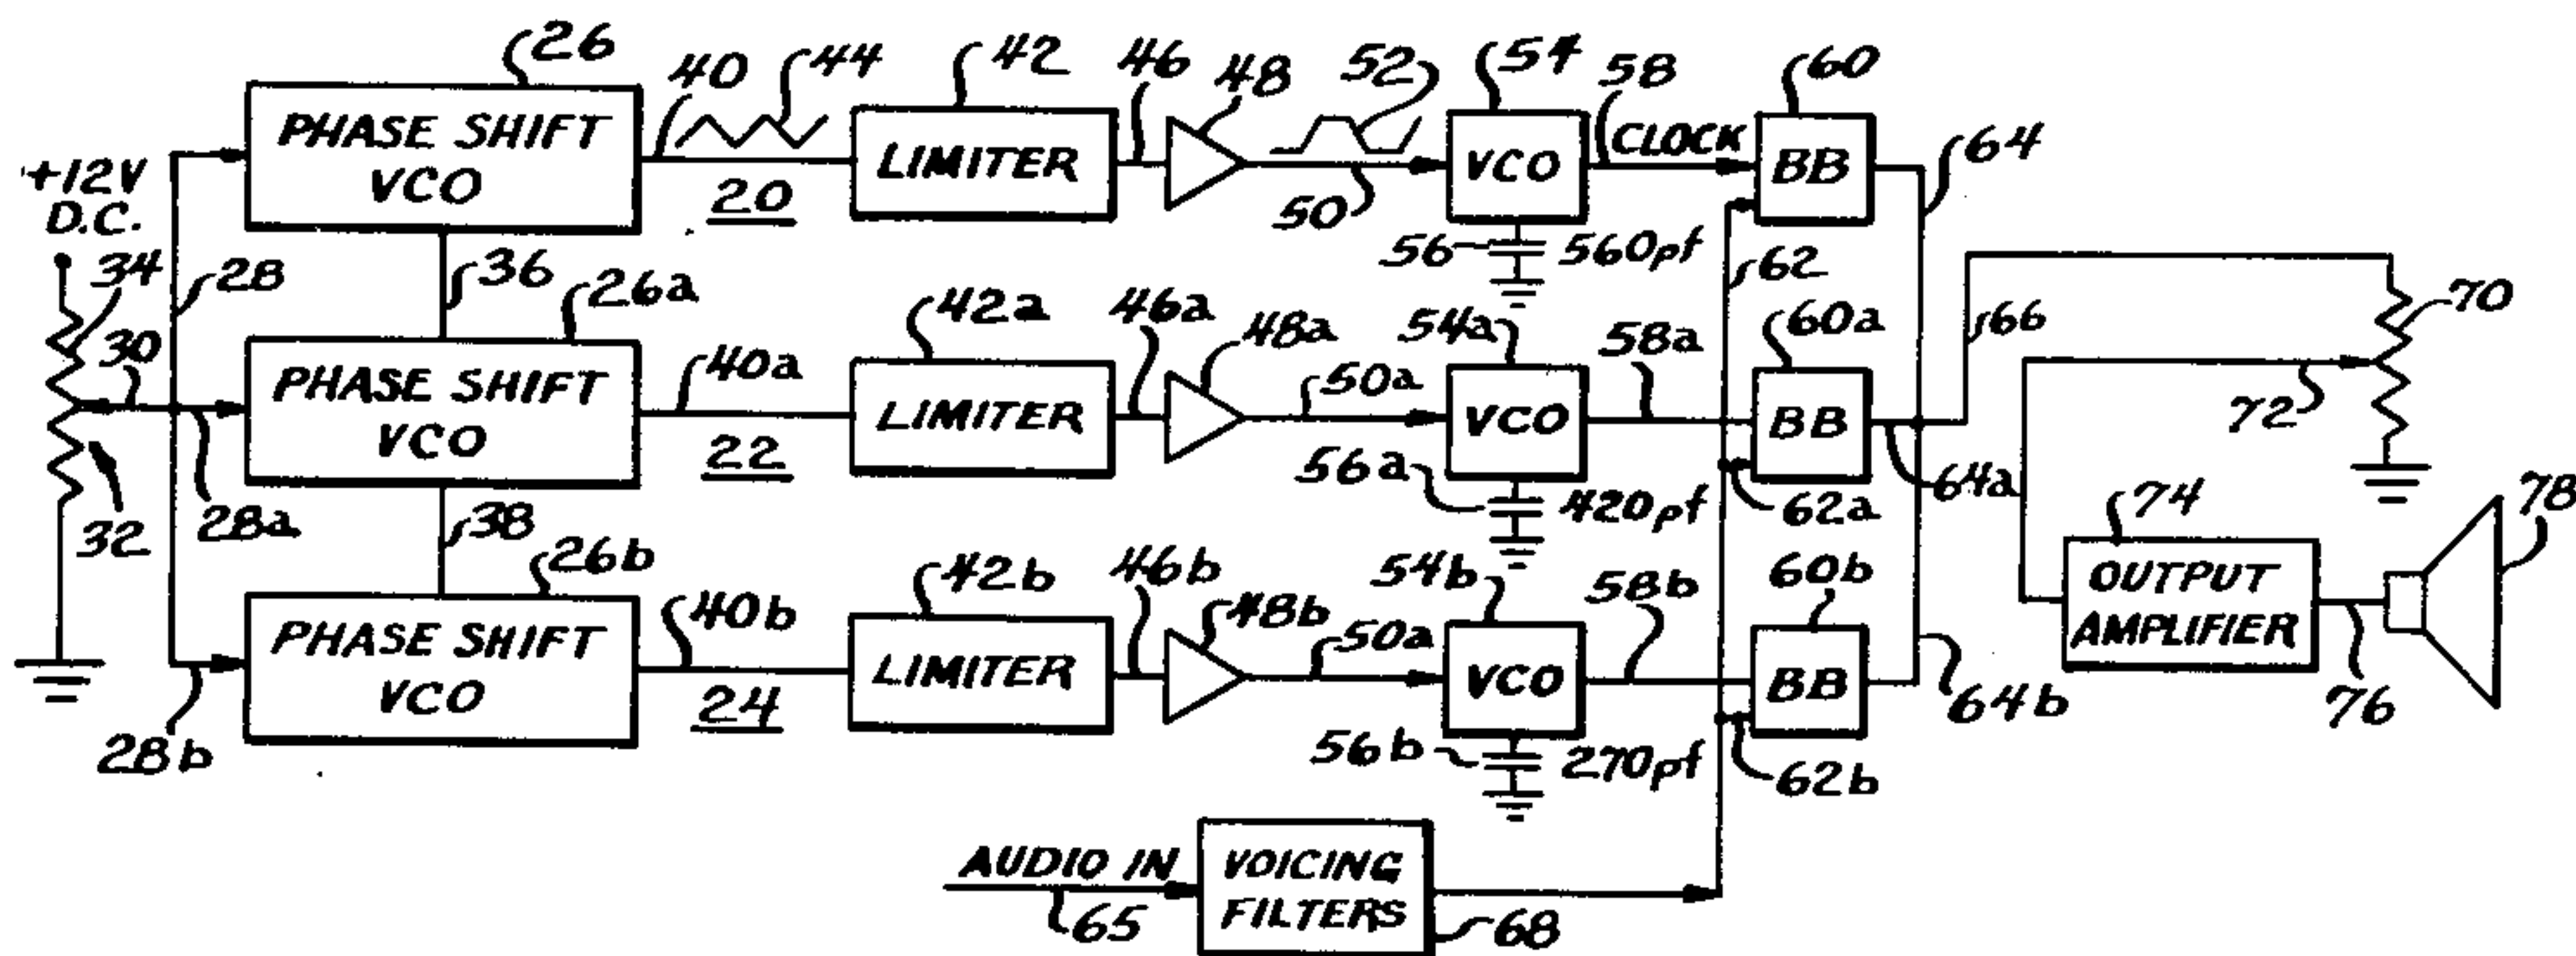 26
PHASE SHIFT
VCO
40
44
20
42
LIMITER
46
48
52
50
54
VCO
56
560pf
58
CLOCK
60
BB
64
+12V
D.C.
34
28
30
32
36
26a
PHASE SHIFT
VCO
28a
40a
22
42a
LIMITER
46a
48a
50a
54a
VCO
56a
420pf
58a
62
60a
BB
62a
64a
66
70
72
38
26b
PHASE SHIFT
VCO
28b
40b
24
42b
LIMITER
46b
48b
50a
54b
VCO
56b
270pf
58b
60b
BB
62b
64b
74
OUTPUT
AMPLIFIER
76
78
AUDIO IN
65
VOICING
FILTERS
68